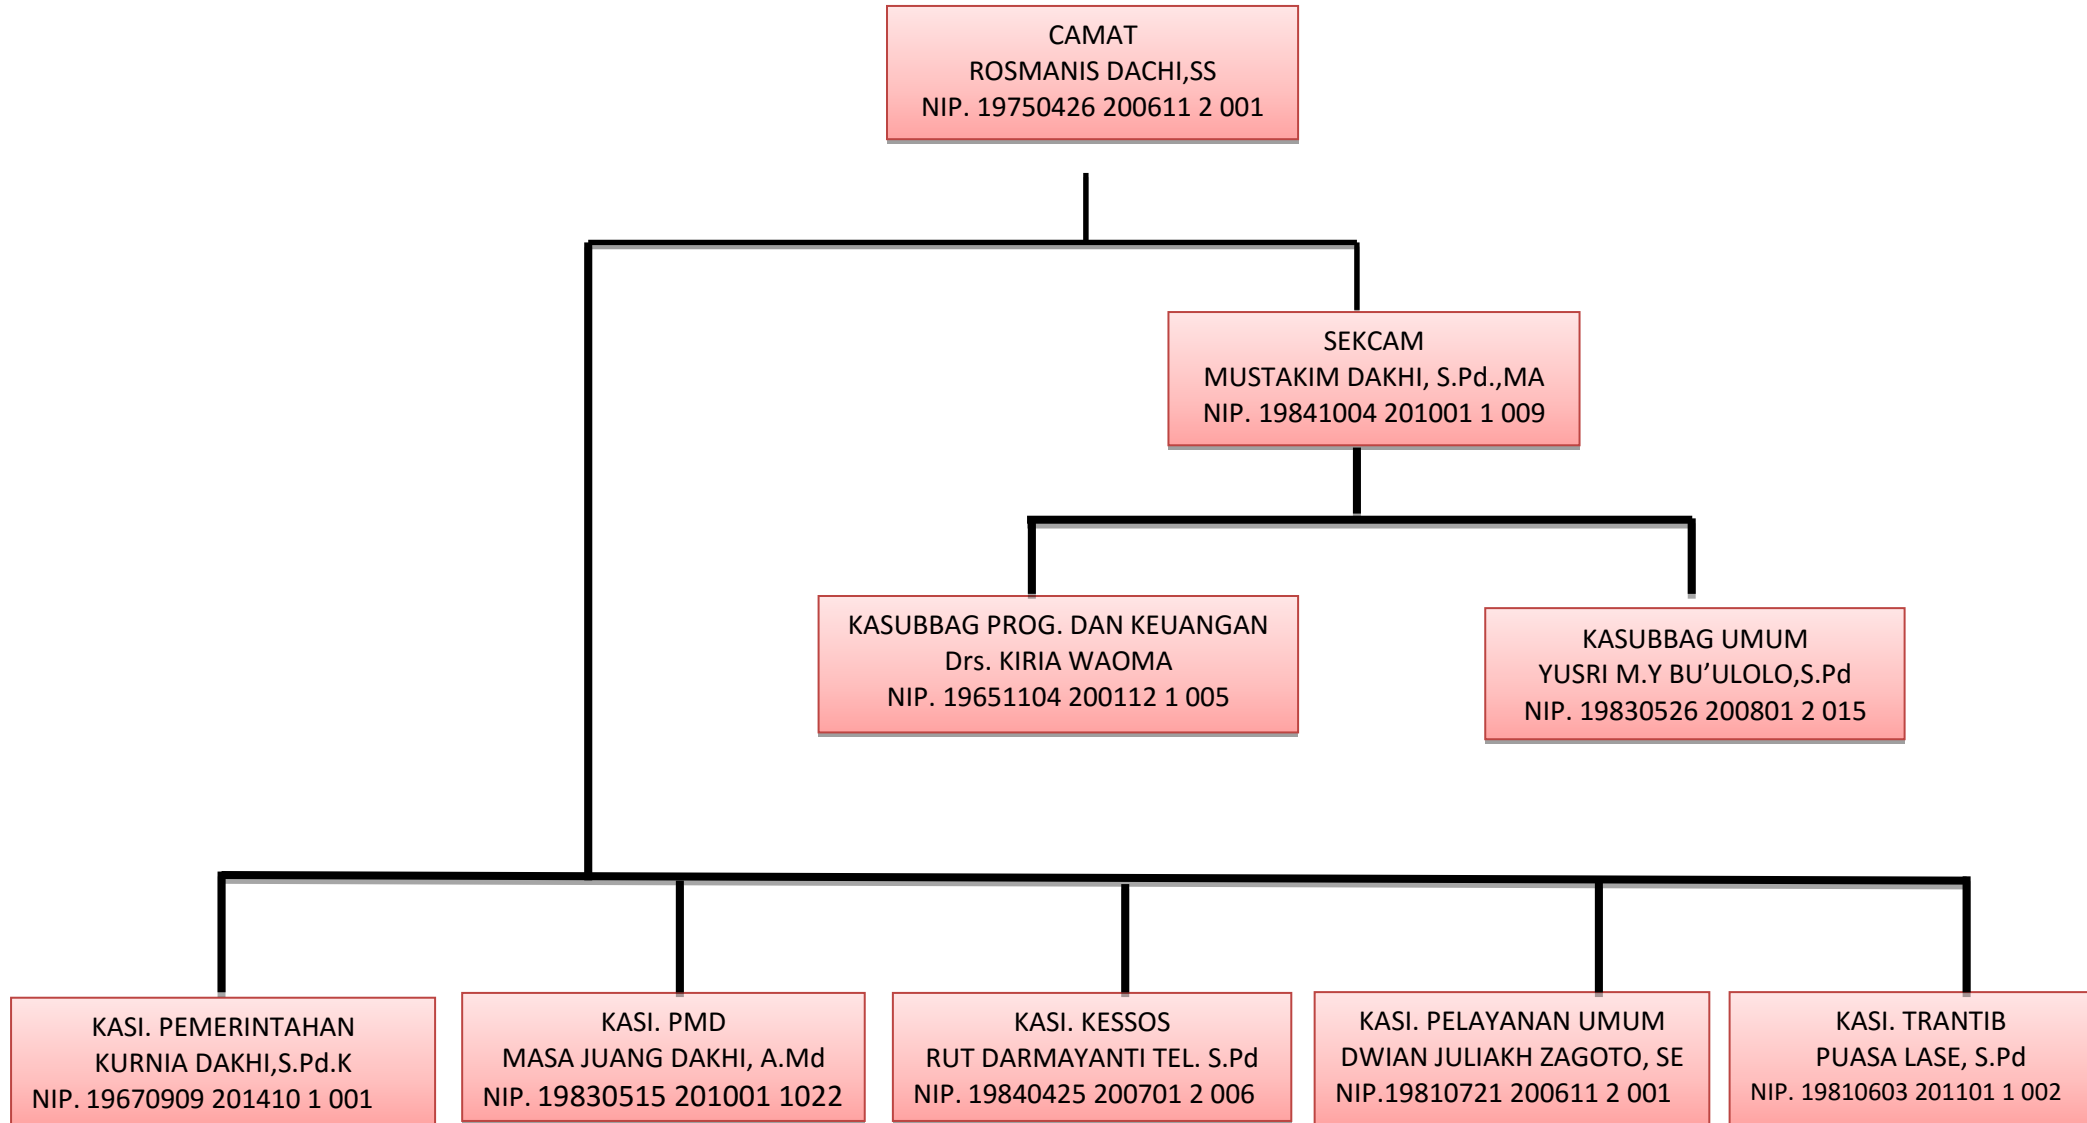 CAMAT
ROSMANIS DACHI,SS
NIP. 19750426 200611 2 001
SEKCAM
MUSTAKIM DAKHI, S.Pd.,MA
NIP. 19841004 201001 1 009
KASUBBAG PROG. DAN KEUANGAN
Drs. KIRIA WAOMA
NIP. 19651104 200112 1 005
KASUBBAG UMUM
YUSRI M.Y BU’ULOLO,S.Pd
NIP. 19830526 200801 2 015
KASI. PEMERINTAHAN
KURNIA DAKHI,S.Pd.K
NIP. 19670909 201410 1 001
KASI. PMD
MASA JUANG DAKHI, A.Md
NIP. 19830515 201001 1022
KASI. KESSOS
RUT DARMAYANTI TEL. S.Pd
NIP. 19840425 200701 2 006
KASI. PELAYANAN UMUM
DWIAN JULIAKH ZAGOTO, SE
NIP.19810721 200611 2 001
KASI. TRANTIB
PUASA LASE, S.Pd
NIP. 19810603 201101 1 002